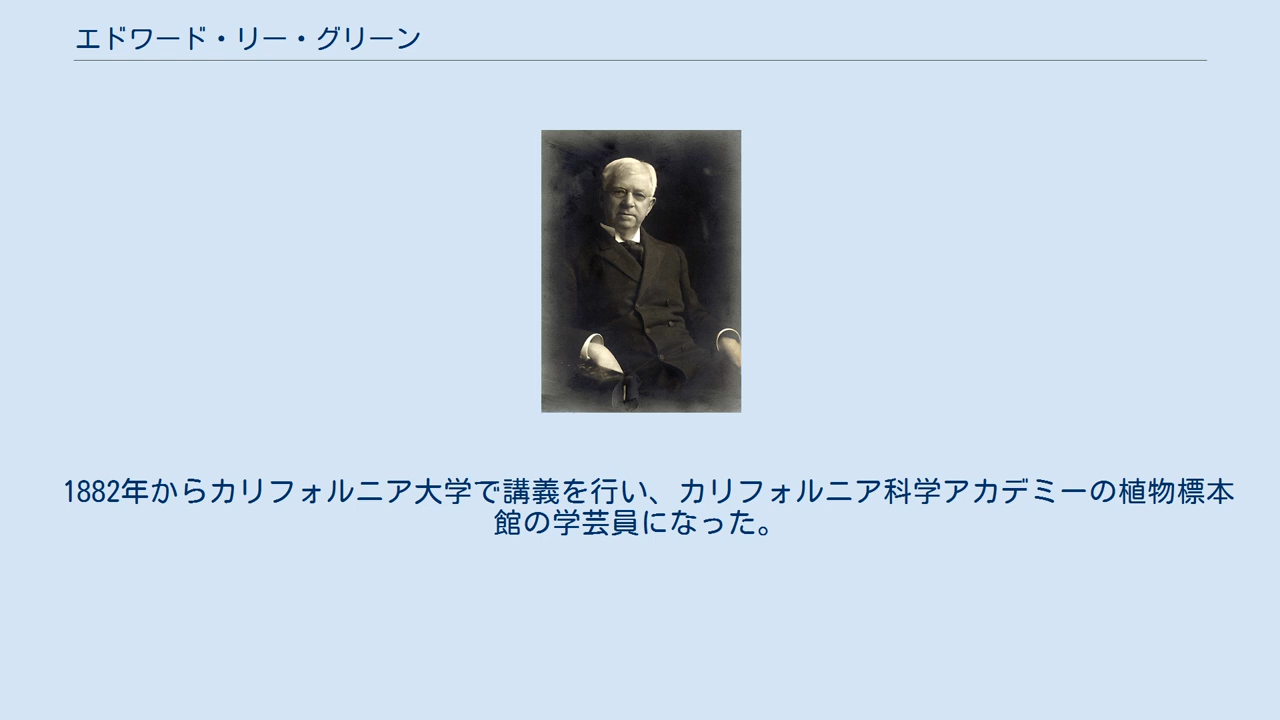 エドワード・リー・グリーン
1882年からカリフォルニア大学で講義を行い、カリフォルニア科学アカデミーの植物標本
館の学芸員になった。